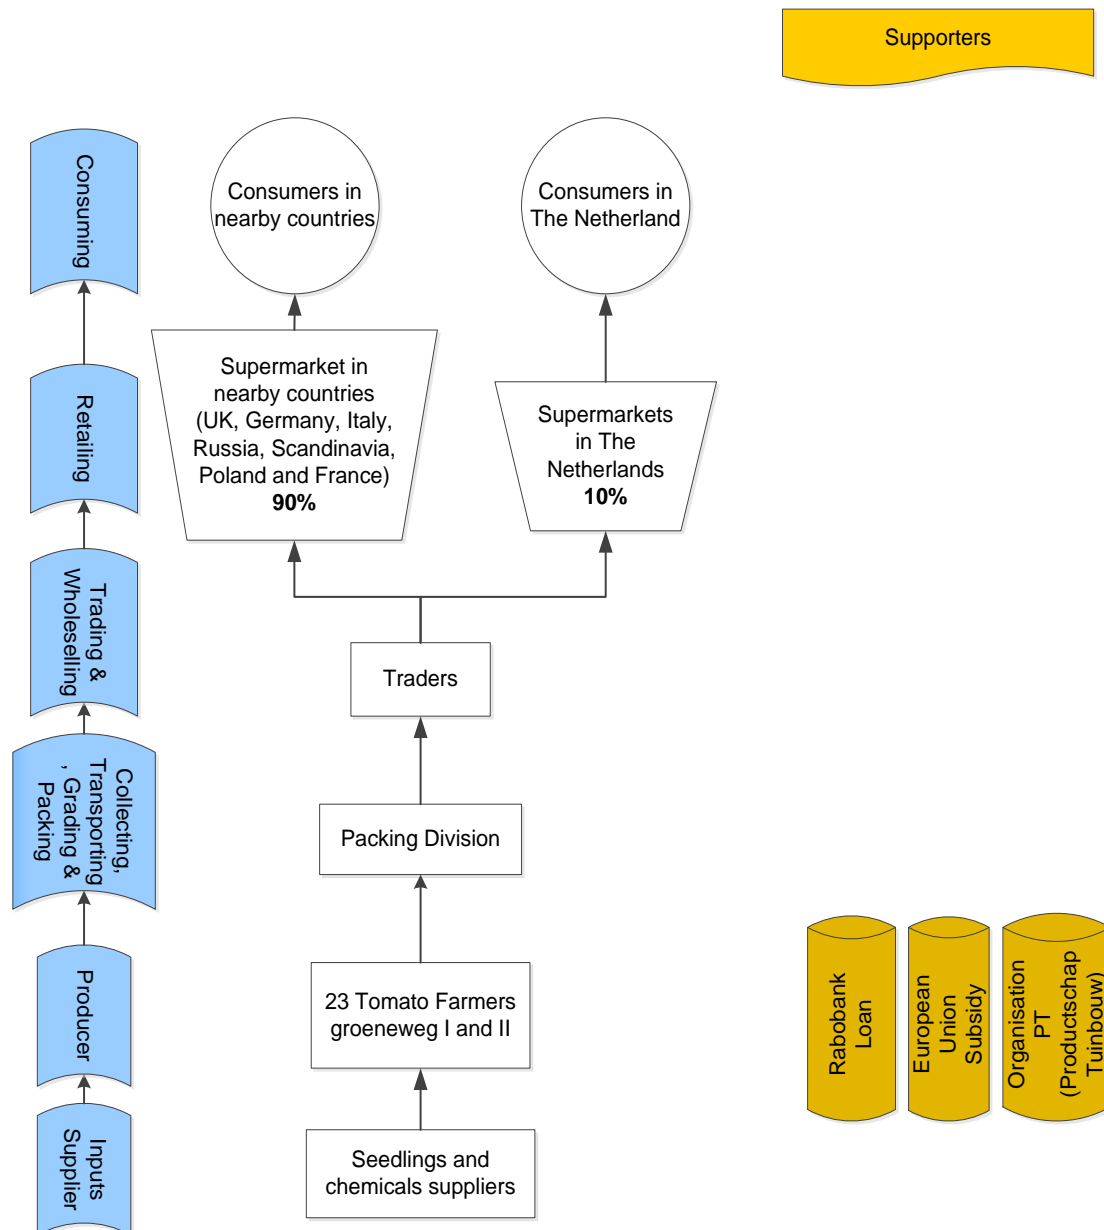 Supporters
Consuming
Consumers in
nearby countries
Consumers in
The Netherland
Retailing
Supermarket in
nearby countries
(UK, Germany, Italy,
Russia, Scandinavia,
Poland and France)
90%
Supermarkets
in The
Netherlands
10%
Trading &
Wholeselling
Traders
Collecting,
Transporting
, Grading &
Packing
Packing Division
Producer
23 Tomato Farmers
groeneweg I and II
Rabobank
Loan
European
Union
Subsidy
Organisation
PT
(Productschap
Tuinbouw)
Inputs
Supplier
Seedlings and
chemicals suppliers